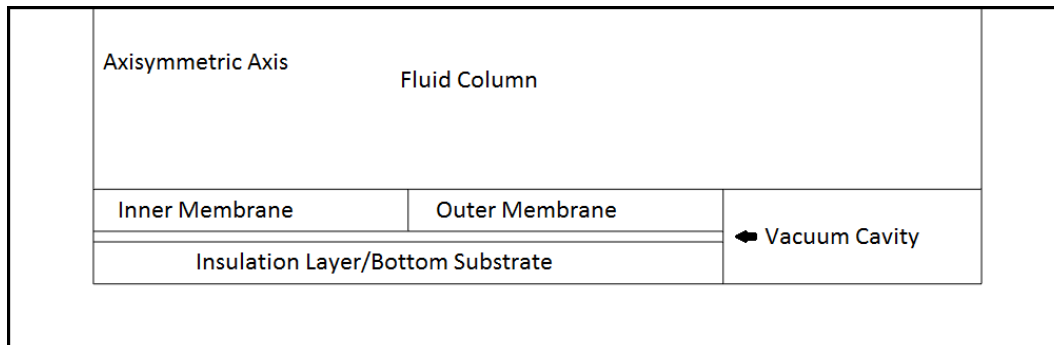 Axisymmetric Axis
Fluid Column
Inner Membrane
Outer Membrane
Vacuum Cavity
Insulation Layer/Bottom Substrate